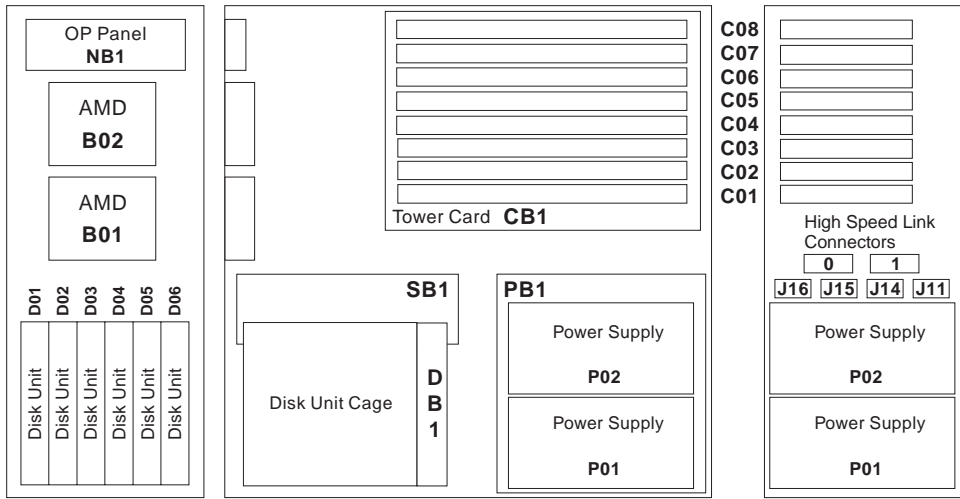 OP Panel
NB1
AMD
B02
AMD
B01
D01
D02
D03
D04
D05
D06
Disk Unit
Disk Unit
Disk Unit
Disk Unit
Disk Unit
Disk Unit
Tower Card CB1
SB1
Disk Unit Cage
DB1
PB1
Power Supply
P02
Power Supply
P01
C08
C07
C06
C05
C04
C03
C02
C01
High Speed Link
Connectors
0 1
J16 J15 J14 J11
Power Supply
P02
Power Supply
P01